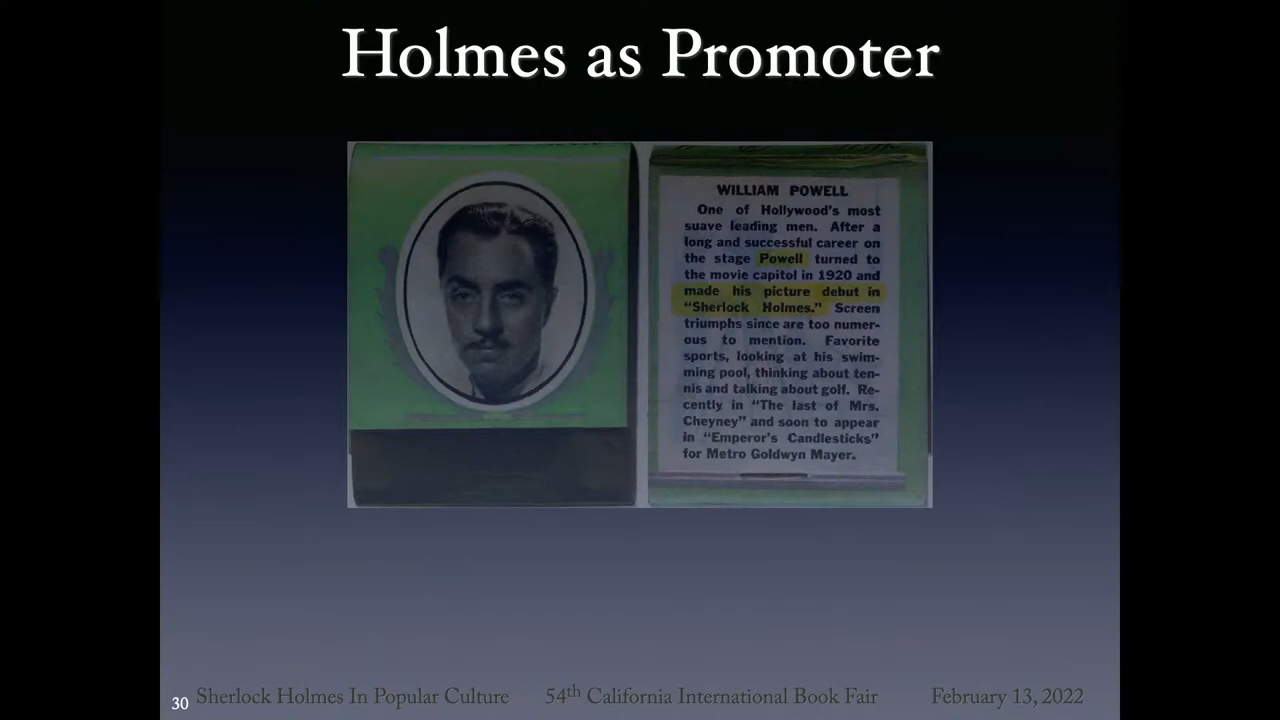 Holmes as Promoter
WILLIAM POWELL
One of Hollywood's most
suave leading men. After a
long and successful career on
the stage Powell turned to
the movie capitol in 1920 and
made his picture debut in
"Sherlock Holmes." Screen
triumphs since are too numer-
ous to mention. Favorite
sports, looking at his swim-
ming pool, thinking about ten-
nis and talking about golf. Re-
cently in "The last of Mrs.
Cheyney" and soon to appear
in "Emperor's Candlesticks"
for Metro Goldwyn Mayer.
30 Sherlock Holmes In Popular Culture 54th California International Book Fair February 13, 2022